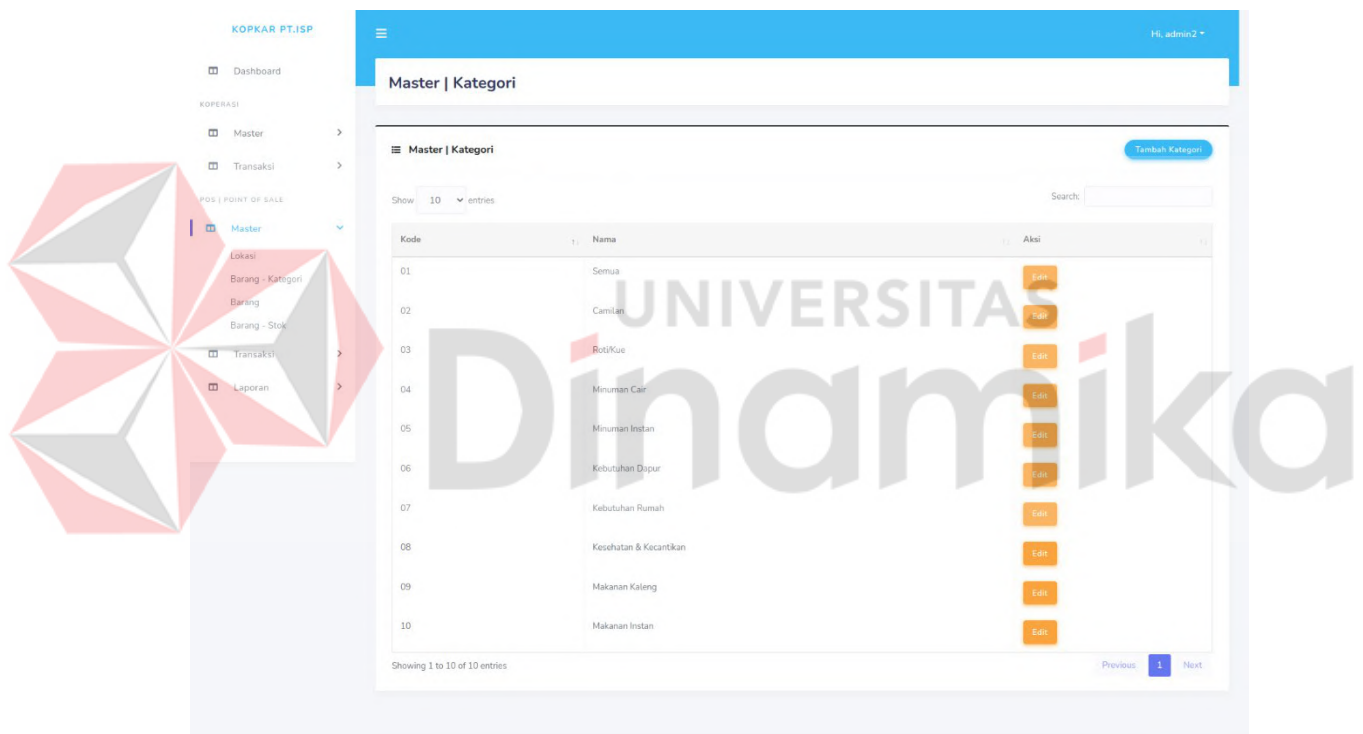 KOPKAR PT.ISP
Hi, admin2
Dashboard
KOPERASI
Master
Transaksi
POS | POINT OF SALE
Master
Lokasi
Barang - Kategori
Barang
Barang - Stok
Transaksi
Laporan
Master | Kategori
Master | Kategori
Tambah Kategori
Show 10 entries
Search:
Kode Nama Aksi
01 Semua Edit
02 Camilan Edit
03 Roti/Kue Edit
04 Minuman Cair Edit
05 Minuman Instan Edit
06 Kebutuhan Dapur Edit
07 Kebutuhan Rumah Edit
08 Kesehatan & Kecantikan Edit
09 Makanan Kaleng Edit
10 Makanan Instan Edit
Showing 1 to 10 of 10 entries
Previous 1 Next
UNIVERSITAS
Dinamika